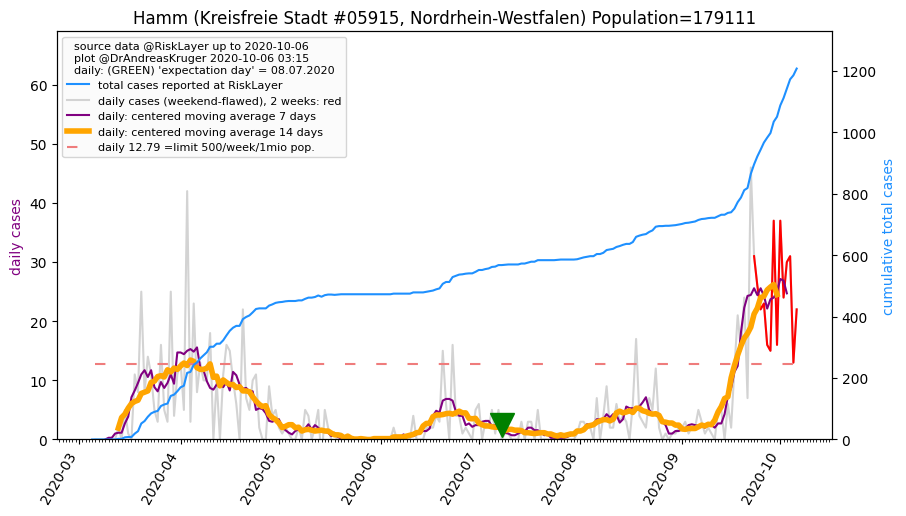 Hamm (Kreisfreie Stadt #05915, Nordrhein-Westfalen) Population=179111
source data @RiskLayer up to 2020-10-06
plot @DrAndreasKruger 2020-10-06 03:15
daily: (GREEN) 'expectation day' = 08.07.2020
total cases reported at RiskLayer
daily cases (weekend-flawed), 2 weeks: red
daily: centered moving average 7 days
daily: centered moving average 14 days
daily 12.79 =limit 500/week/1mio pop.
daily cases
60
50
40
30
20
10
0
1200
1000
800
600
400
200
0
cumulative total cases
2020-03
2020-04
2020-05
2020-06
2020-07
2020-08
2020-09
2020-10